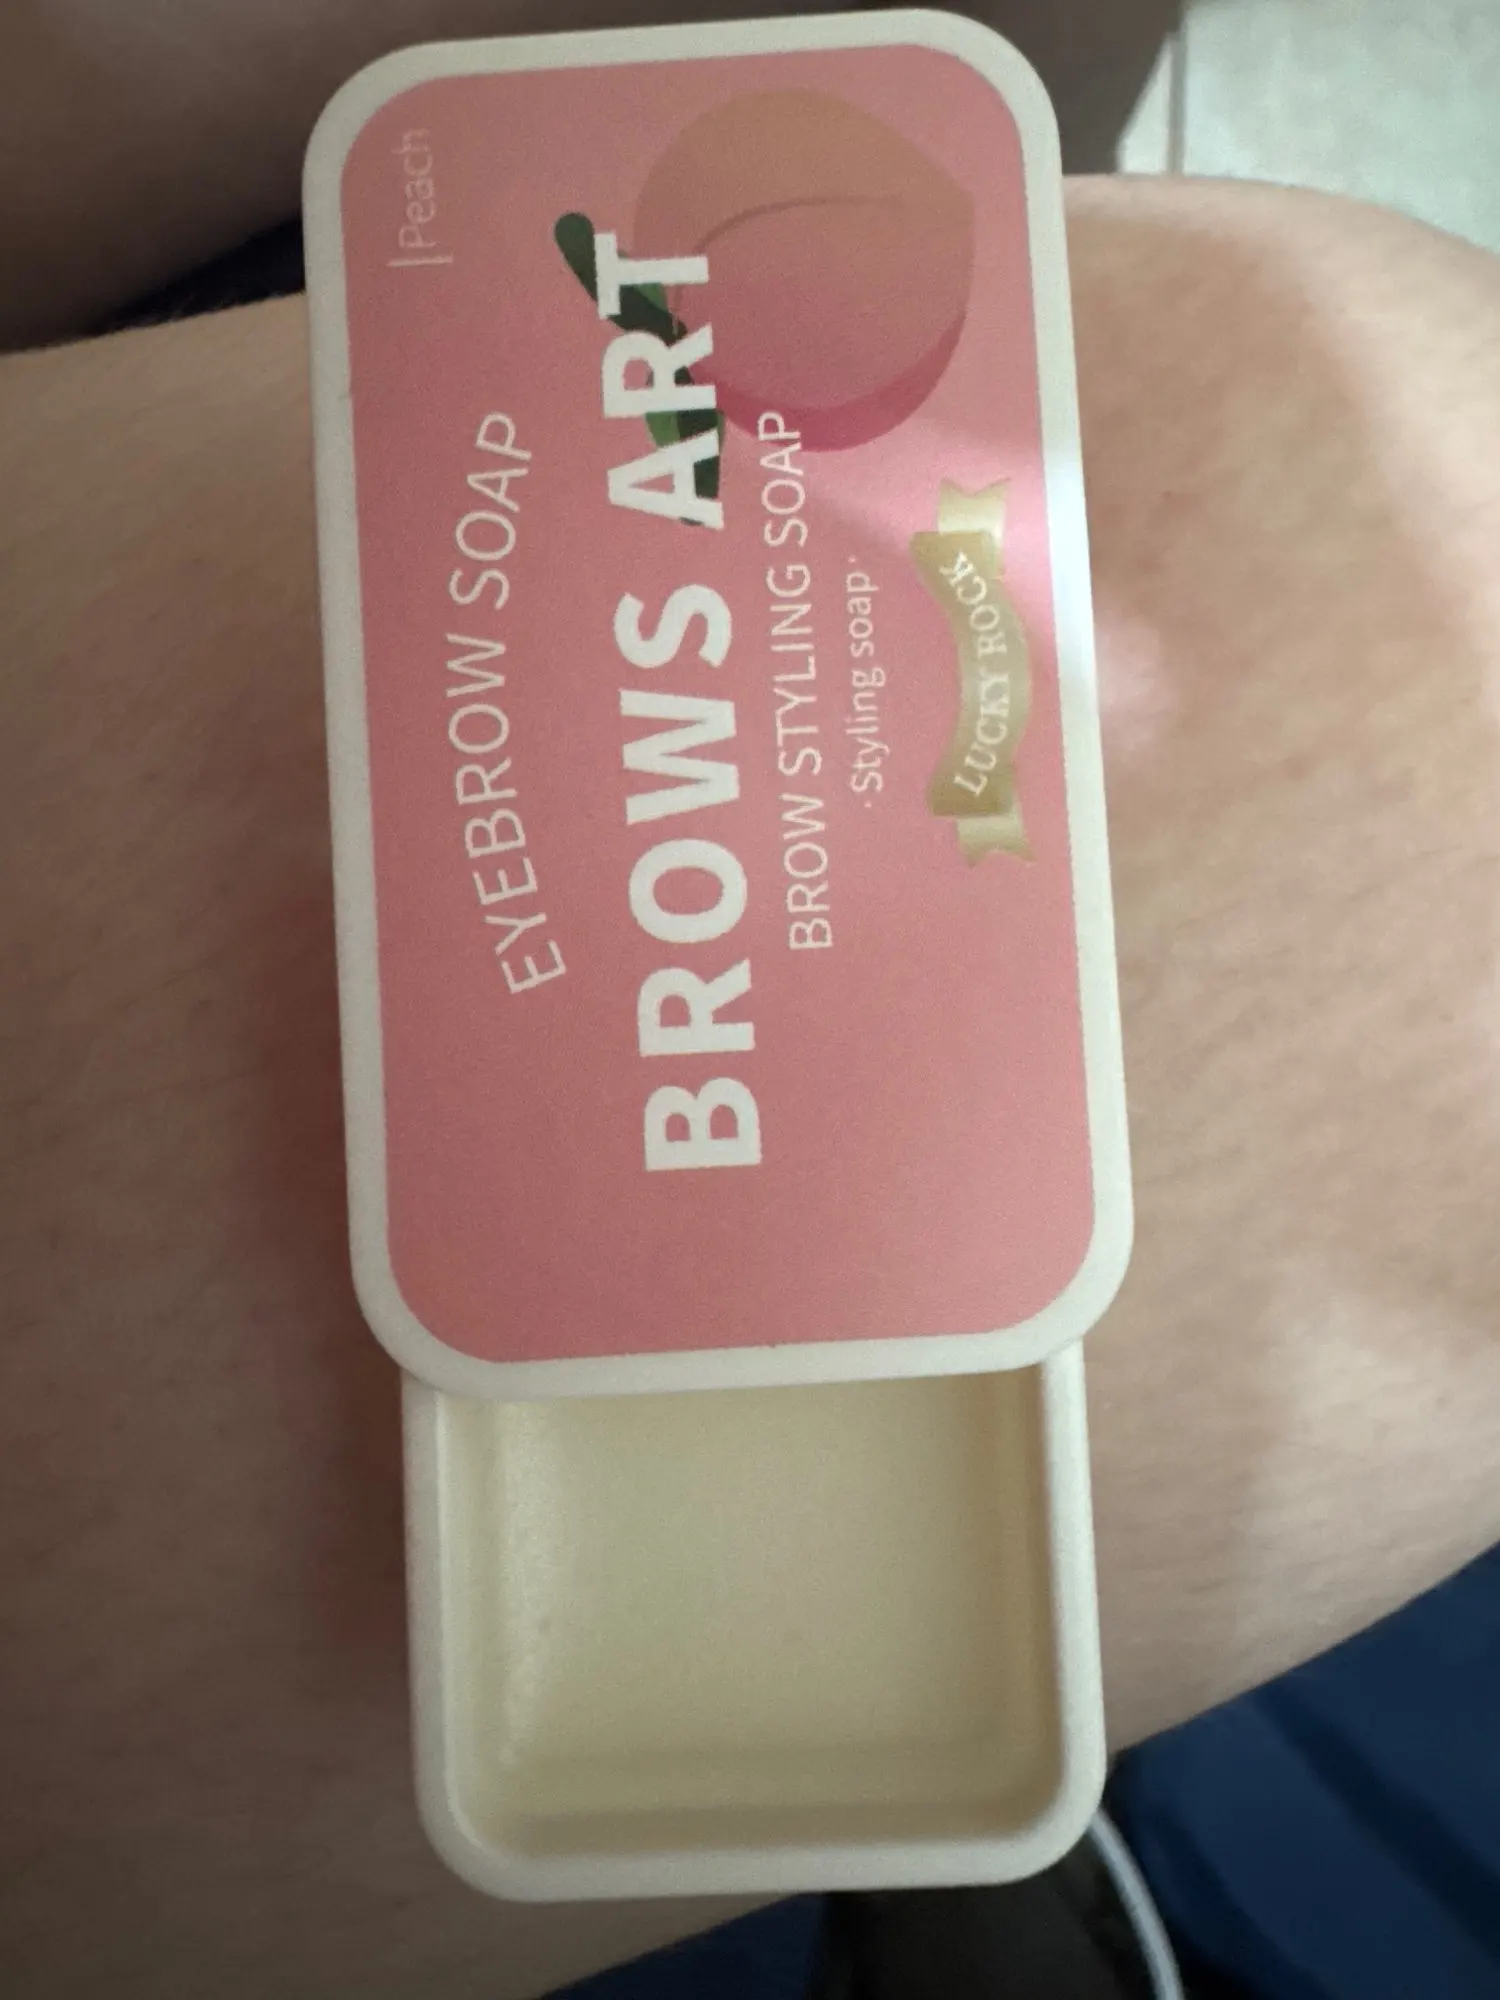 |Peach
EYEBROW SOAP
BROWS ART
BROW STYLING SOAP
·Styling soap·
LUCKY ROCK